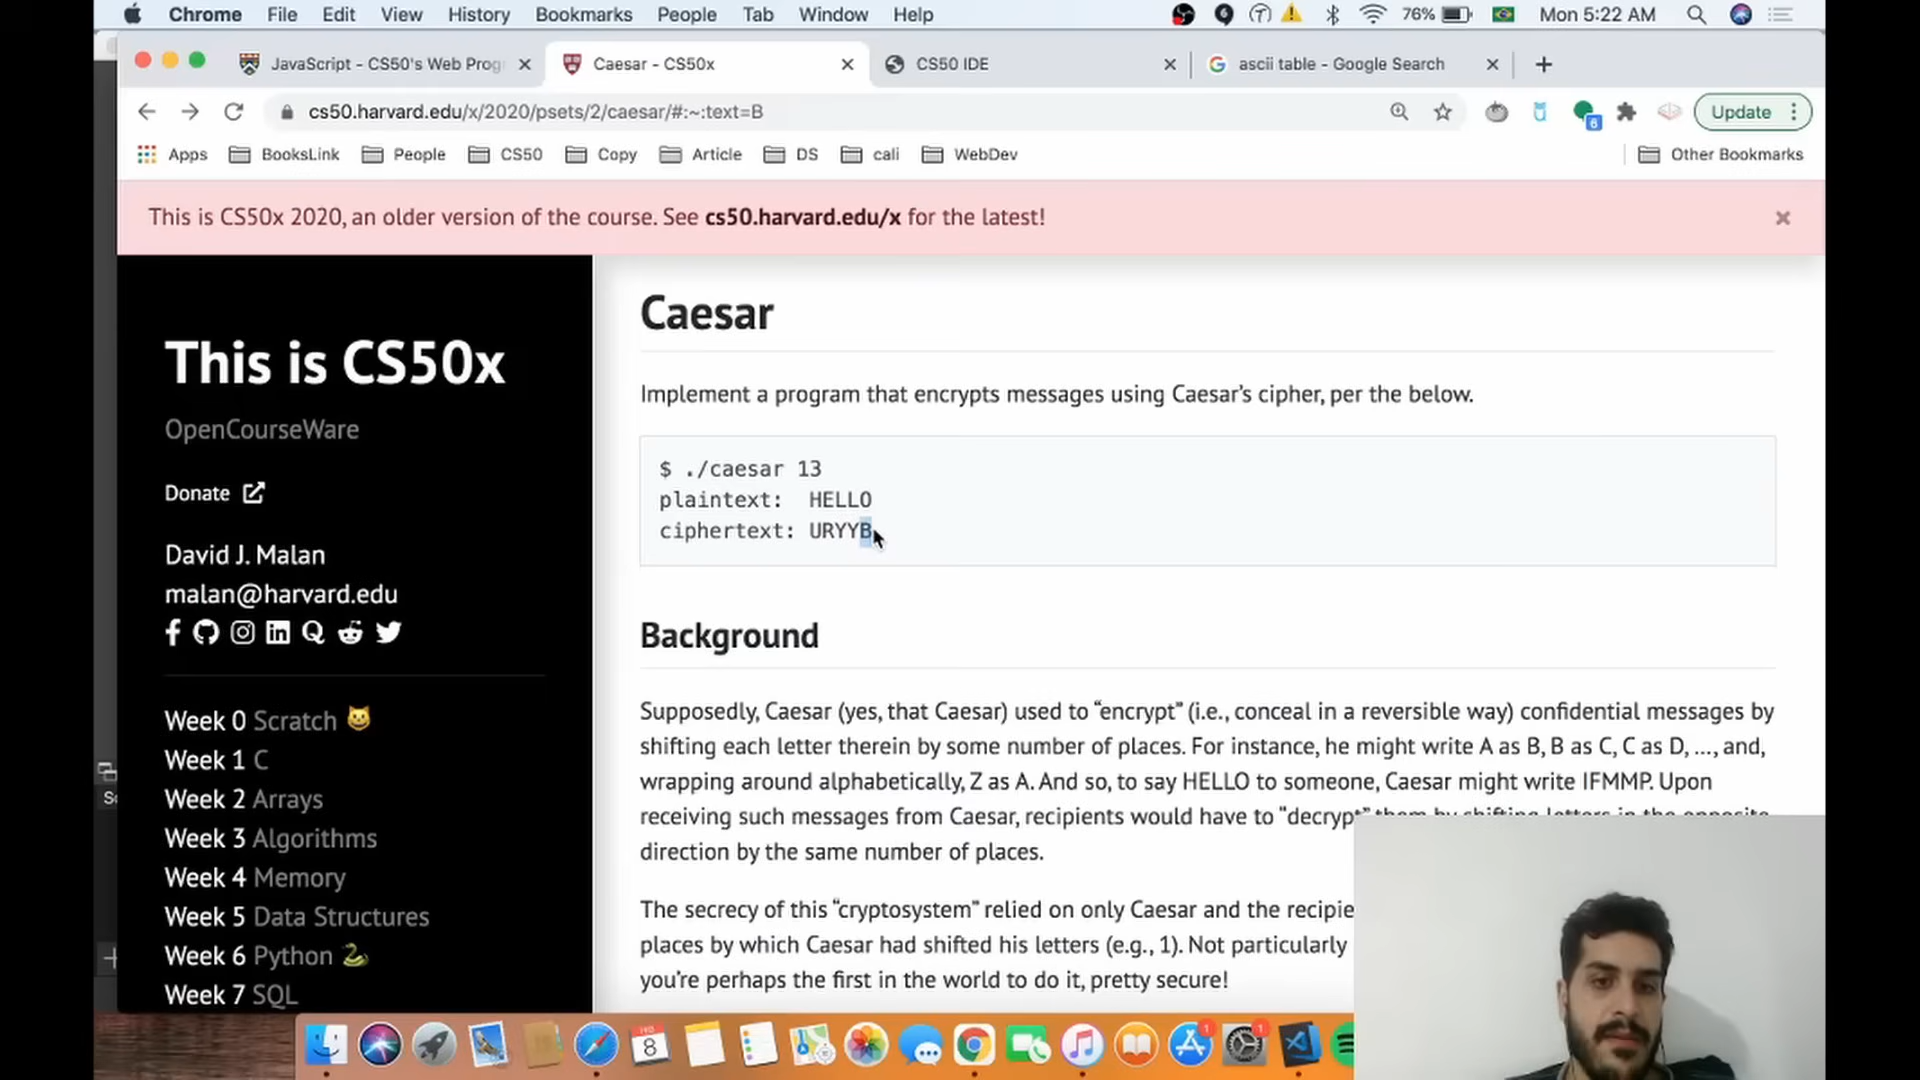 Chrome File Edit View History Bookmarks People Tab Window Help 76% Mon 5:22 AM
JavaScript - CS50's Web Prog Caesar - CS50x CS50 IDE ascii table - Google Search
cs50.harvard.edu/x/2020/psets/2/caesar/#:~:text=B 6 Update
Apps BooksLink People CS50 Copy Article DS cali WebDev Other Bookmarks
This is CS50x 2020, an older version of the course. See cs50.harvard.edu/x for the latest!
This is CS50x
OpenCourseWare
Donate
David J. Malan
malan@harvard.edu
Week 0 Scratch
Week 1 C
Week 2 Arrays
Week 3 Algorithms
Week 4 Memory
Week 5 Data Structures
Week 6 Python
Week 7 SQL
Caesar
Implement a program that encrypts messages using Caesar’s cipher, per the below.
$ ./caesar 13
plaintext: HELLO
ciphertext: URYYB
Background
Supposedly, Caesar (yes, that Caesar) used to “encrypt” (i.e., conceal in a reversible way) confidential messages by
shifting each letter therein by some number of places. For instance, he might write A as B, B as C, C as D, …, and,
wrapping around alphabetically, Z as A. And so, to say HELLO to someone, Caesar might write IFMMP. Upon
receiving such messages from Caesar, recipients would have to “decrypt” them by shifting letters in the opposite
direction by the same number of places.
The secrecy of this “cryptosystem” relied on only Caesar and the recipie
places by which Caesar had shifted his letters (e.g., 1). Not particularly
you’re perhaps the first in the world to do it, pretty secure!
8
1
1